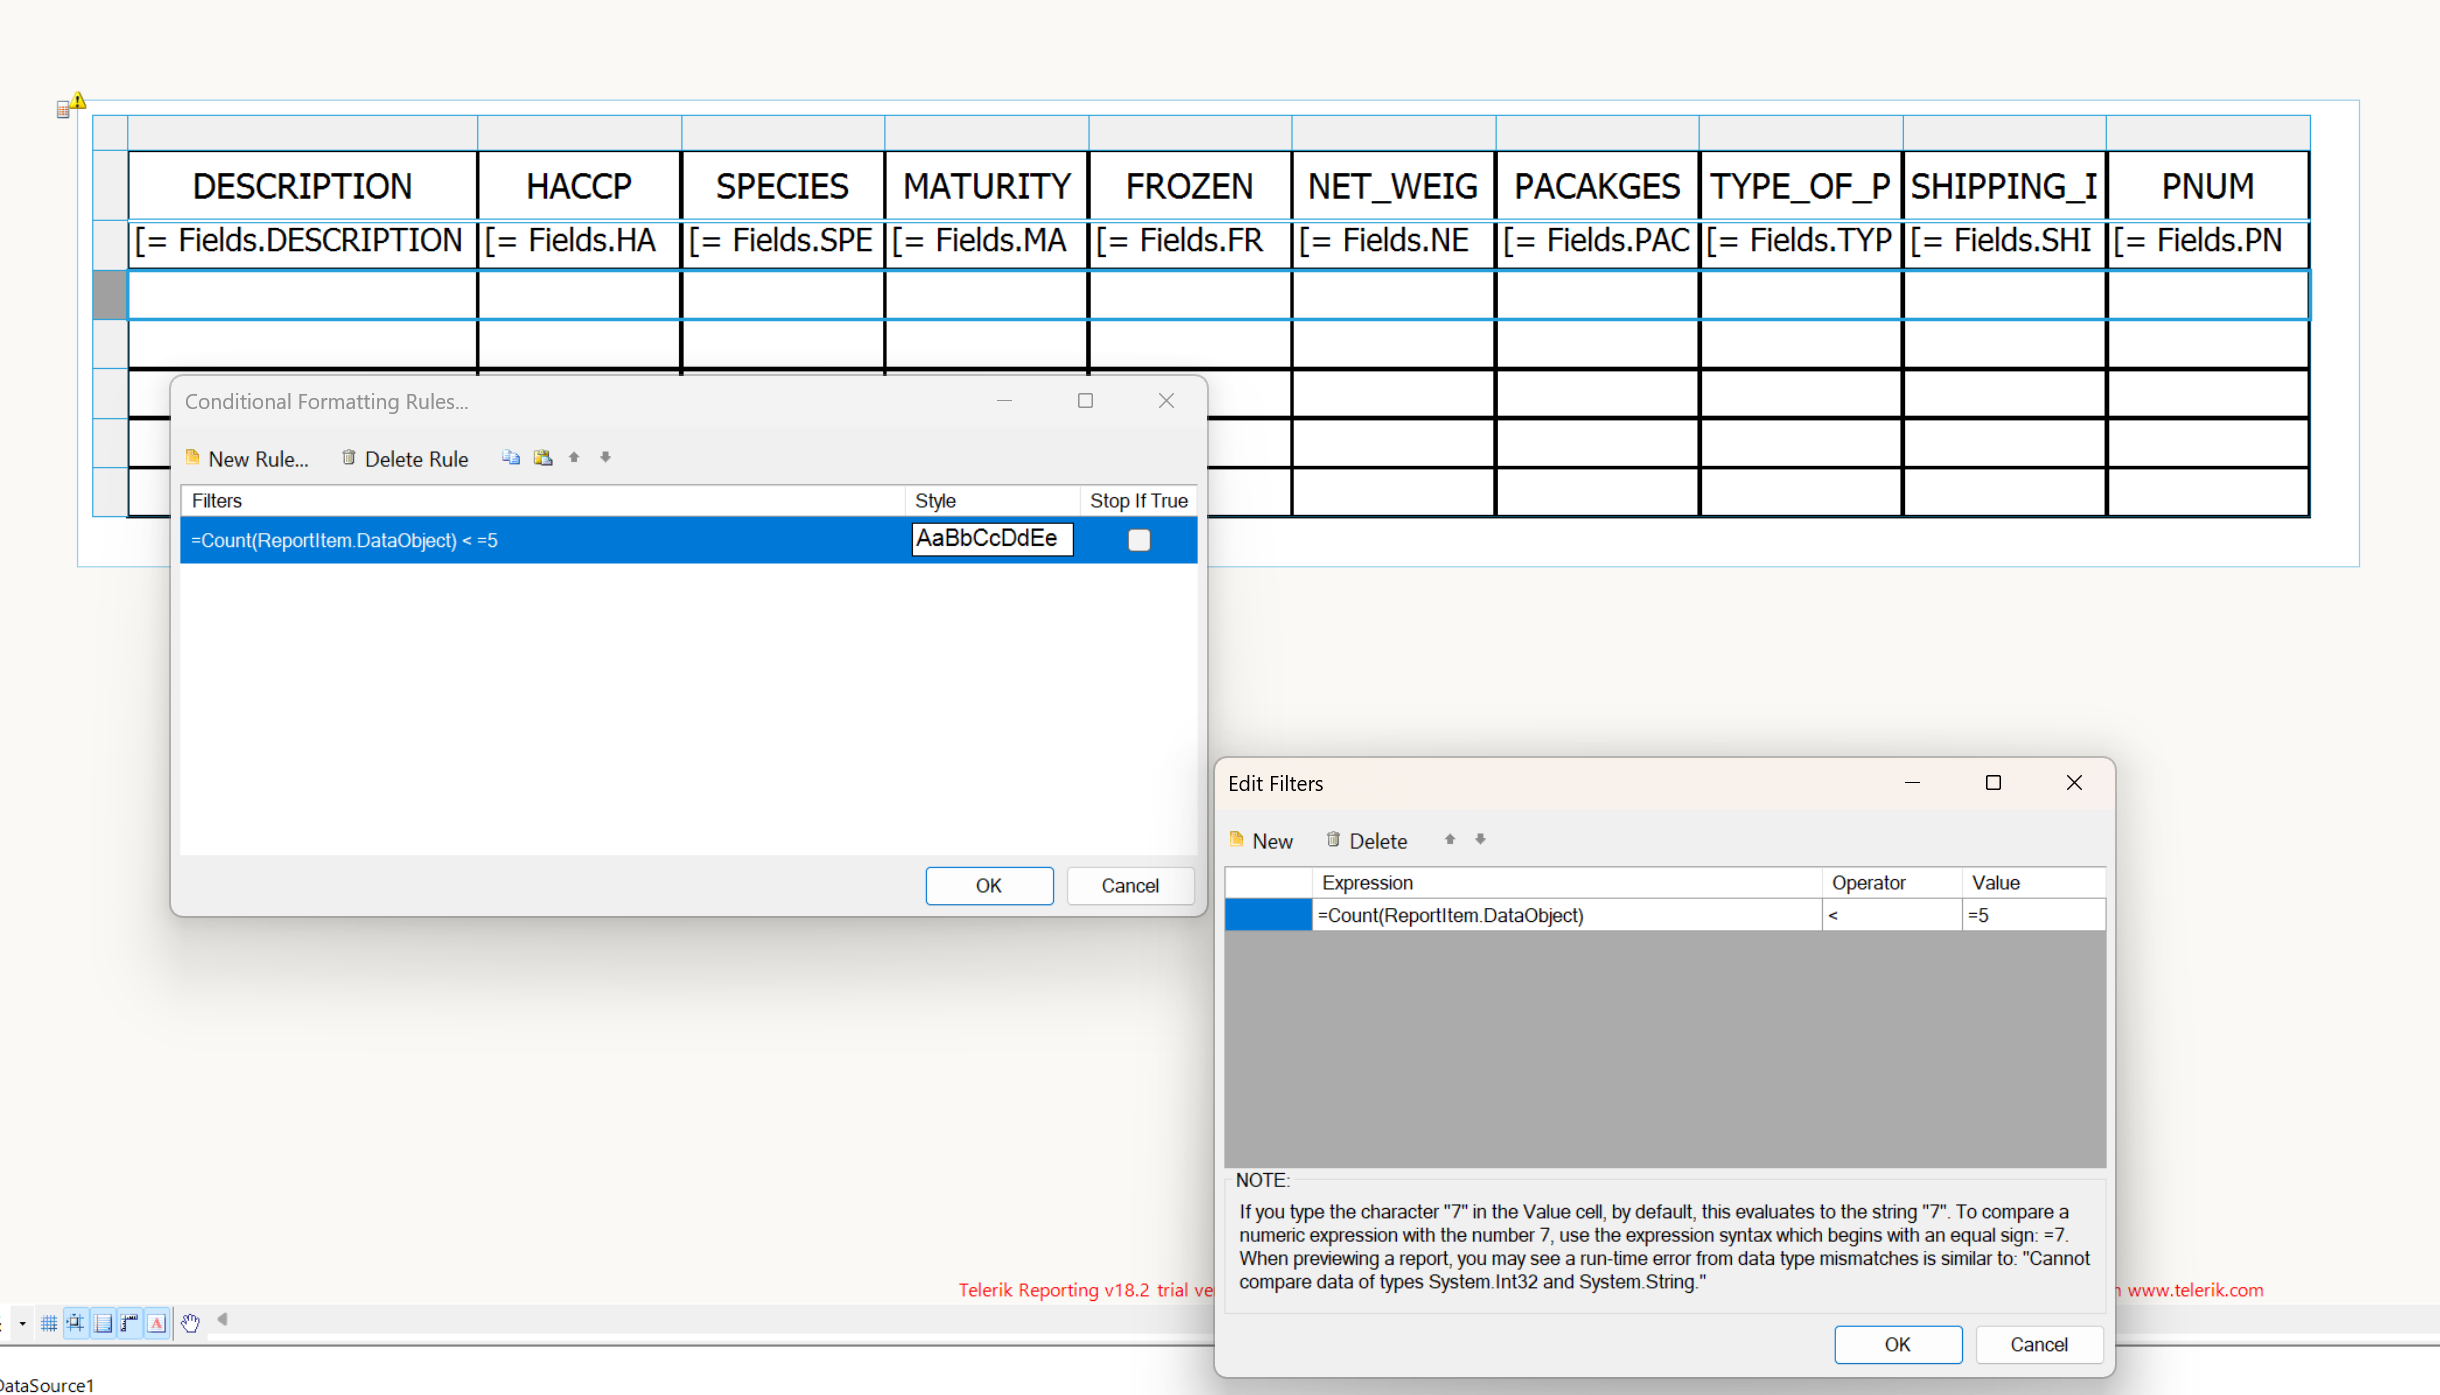 DESCRIPTION HACCP SPECIES MATURITY FROZEN NET_WEIG PACAKGES TYPE_OF_P SHIPPING_I PNUM
[= Fields.DESCRIPTION [= Fields.HA [= Fields.SPE [= Fields.MA [= Fields.FR [= Fields.NE [= Fields.PAC [= Fields.TYP [= Fields.SHI [= Fields.PN
Conditional Formatting Rules...
New Rule... Delete Rule
Filters Style Stop If True
=Count(ReportItem.DataObject) < =5 AaBbCcDdEe
OK Cancel
Edit Filters
New Delete
Expression Operator Value
=Count(ReportItem.DataObject) < =5
NOTE:
If you type the character "7" in the Value cell, by default, this evaluates to the string "7". To compare a
numeric expression with the number 7, use the expression syntax which begins with an equal sign: =7.
When previewing a report, you may see a run-time error from data type mismatches is similar to: "Cannot
compare data of types System.Int32 and System.String."
OK Cancel
Telerik Reporting v18.2 trial ve
www.telerik.com
DataSource1